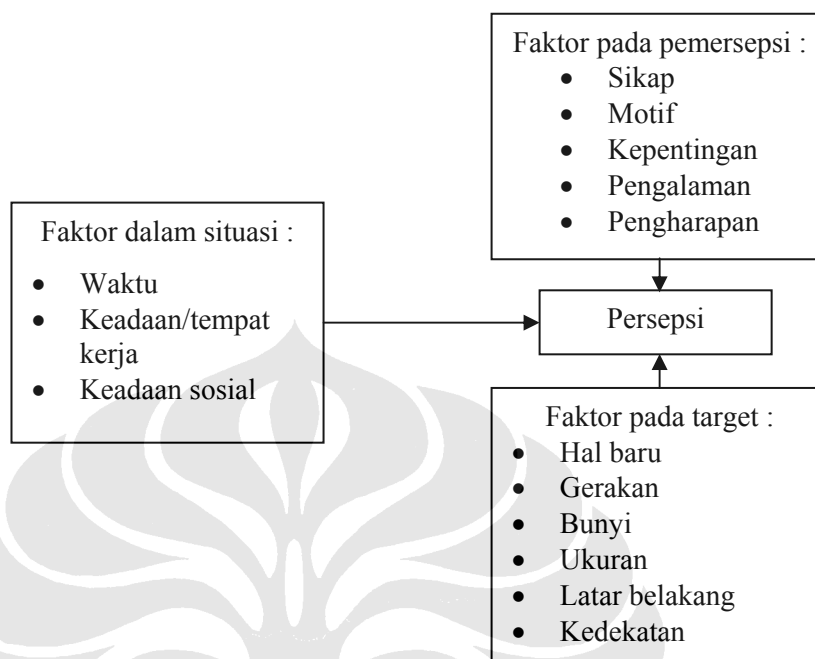 Faktor pada pemersepsi :
• Sikap
• Motif
• Kepentingan
• Pengalaman
• Pengharapan
Faktor dalam situasi :
• Waktu
• Keadaan/tempat
kerja
• Keadaan sosial
Persepsi
Faktor pada target :
• Hal baru
• Gerakan
• Bunyi
• Ukuran
• Latar belakang
• Kedekatan